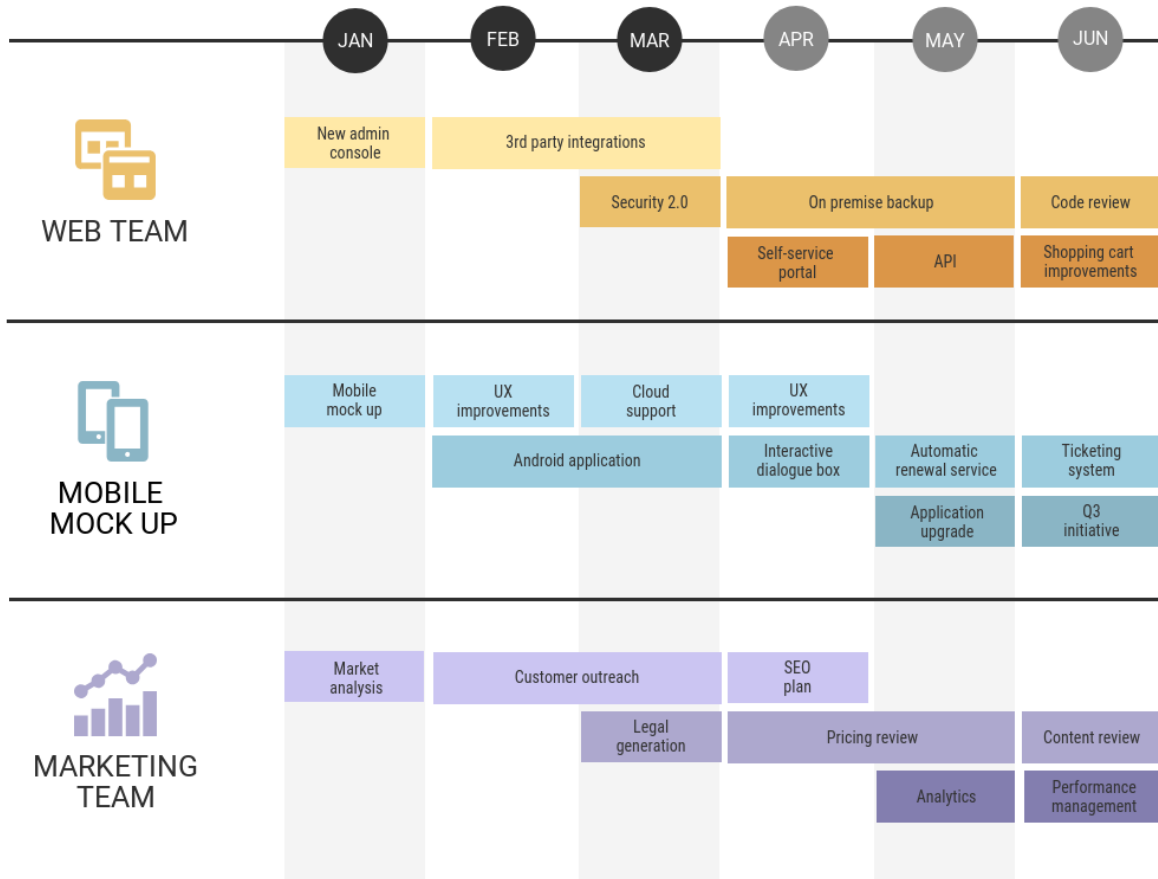 JAN
FEB
MAR
APR
MAY
JUN
New admin
console
3rd party integrations
Security 2.0
On premise backup
Code review
WEB TEAM
Self-service
portal
API
Shopping cart
improvements
Mobile
mock up
UX
improvements
Cloud
support
UX
improvements
Android application
Interactive
dialogue box
Automatic
renewal service
Ticketing
system
MOBILE
MOCK UP
Application
upgrade
Q3
initiative
Market
analysis
Customer outreach
SEO
plan
Legal
generation
Pricing review
Content review
MARKETING
TEAM
Analytics
Performance
management